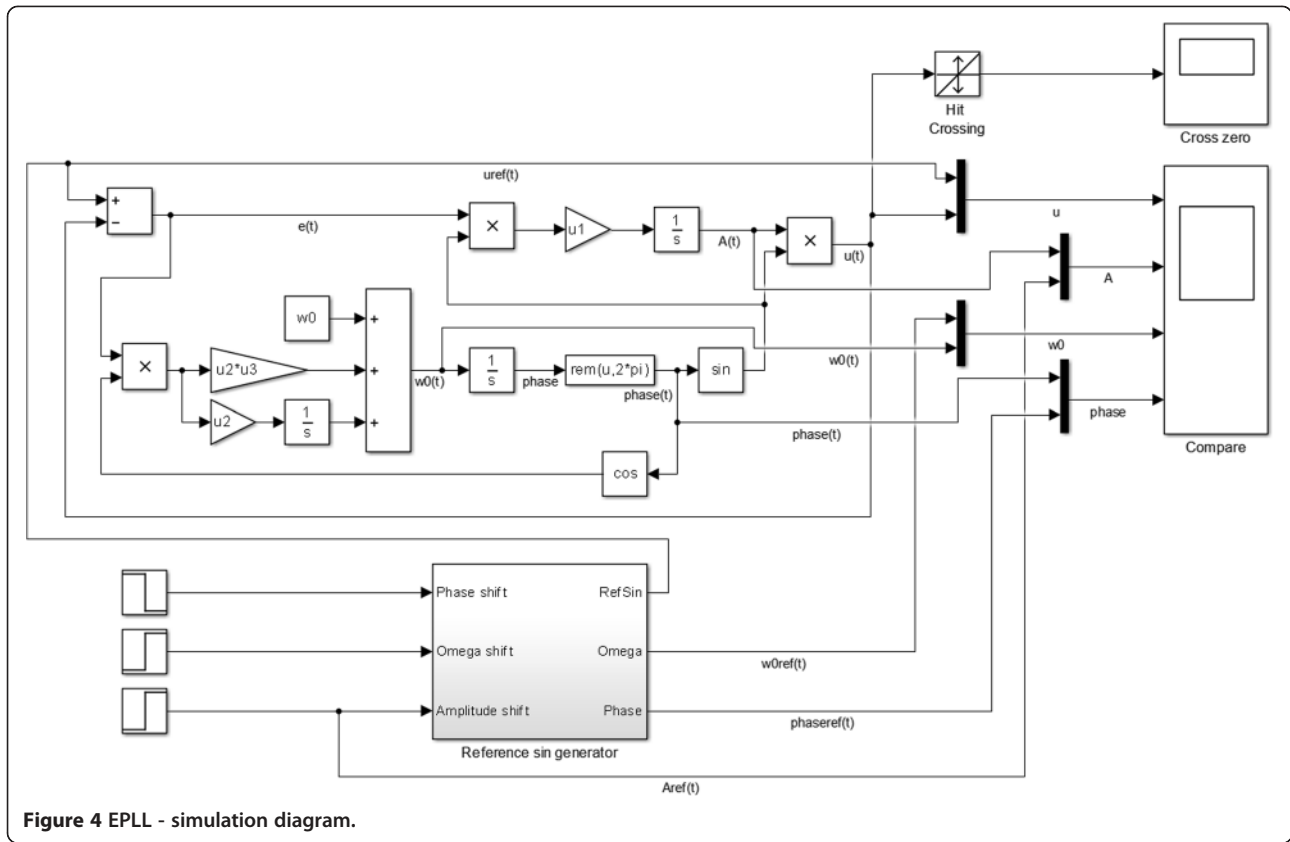 Hit
Crossing
Cross zero
uref(t)
+
−
e(t)
×
u1
1
s
A(t)
×
u(t)
u
A
w0
+
×
u2*u3
+
w0(t)
1
s
phase
rem(u,2*pi)
phase(t)
sin
w0(t)
w0
u2
1
s
+
phase(t)
phase
cos
Compare
Phase shift
RefSin
Omega shift
Omega
w0ref(t)
Amplitude shift
Phase
phaseref(t)
Reference sin generator
Aref(t)
Figure 4 EPLL - simulation diagram.